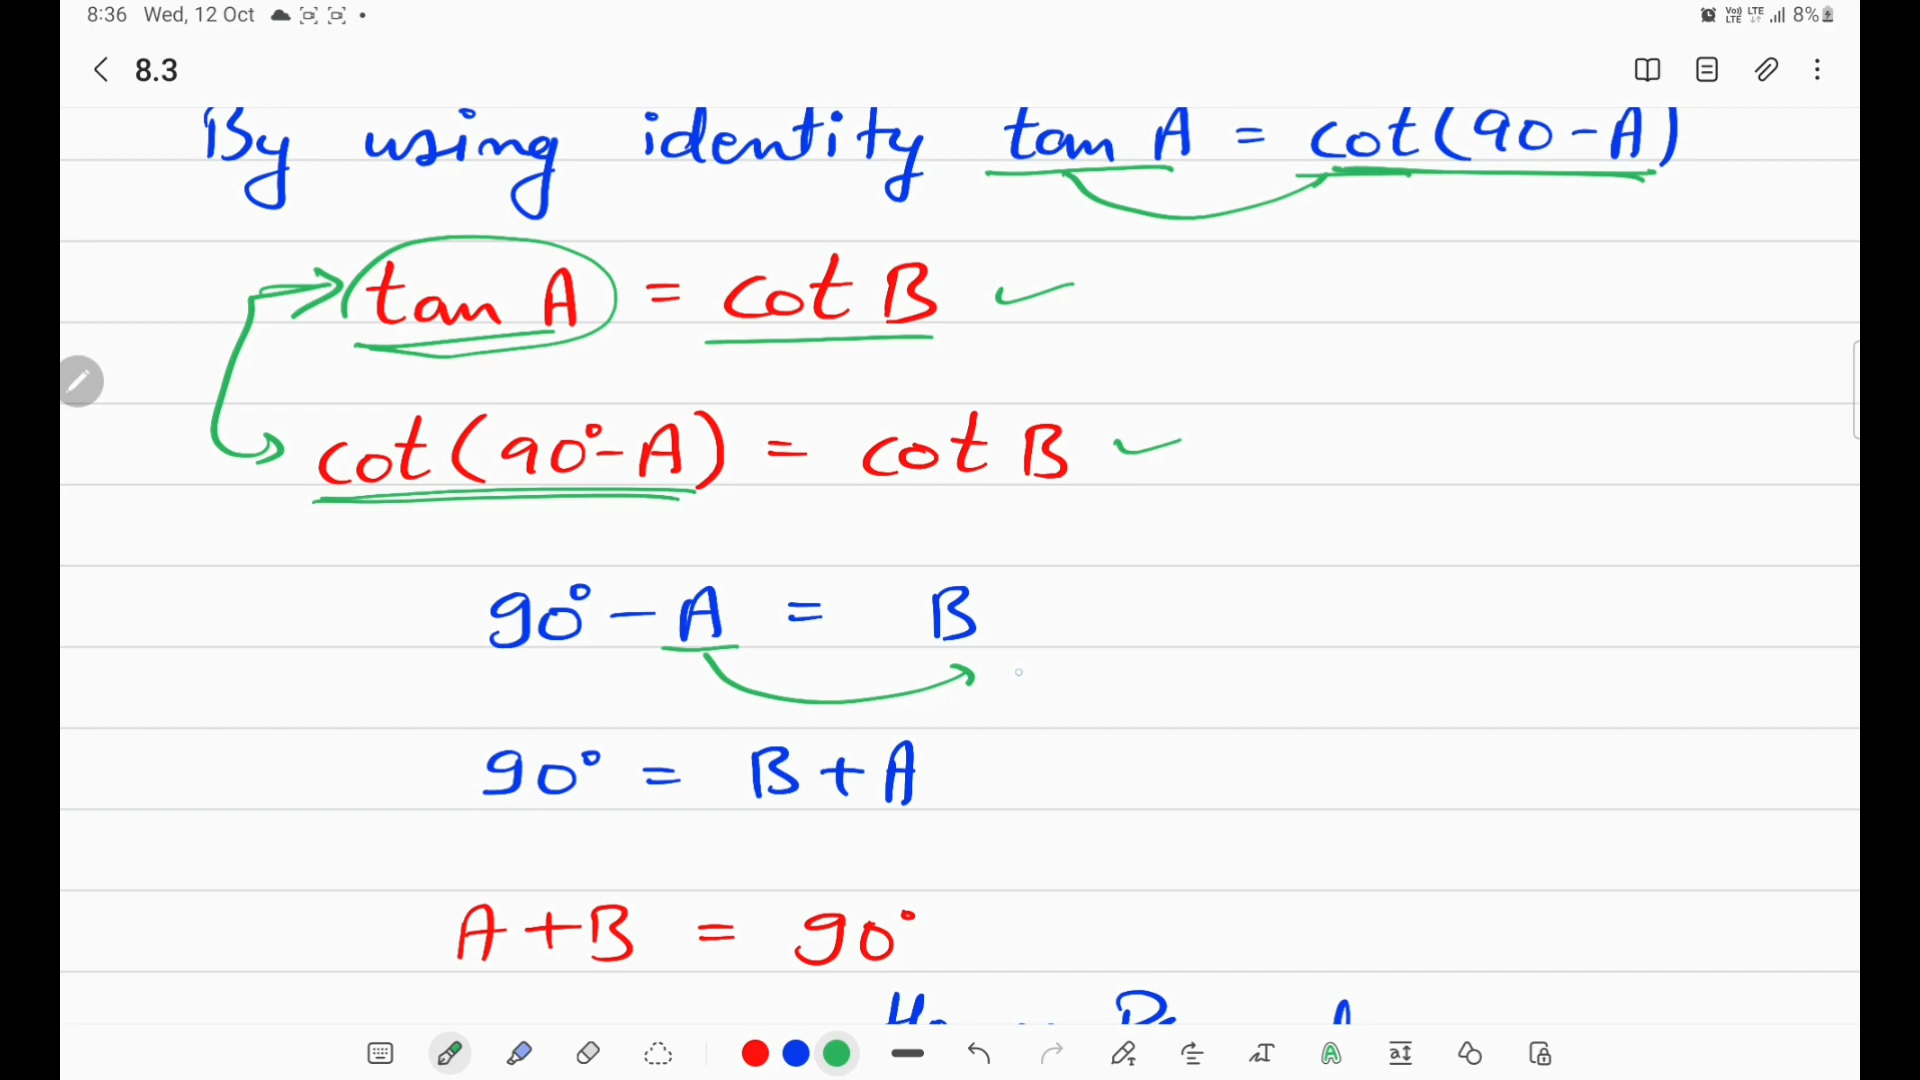 8:36 Wed, 12 Oct 8%
8.3
By using identity tan A = cot(90-A)
tan A = cot B ✓
cot(90°-A) = cot B ✓
90° - A = B
90° = B + A
A + B = 90°